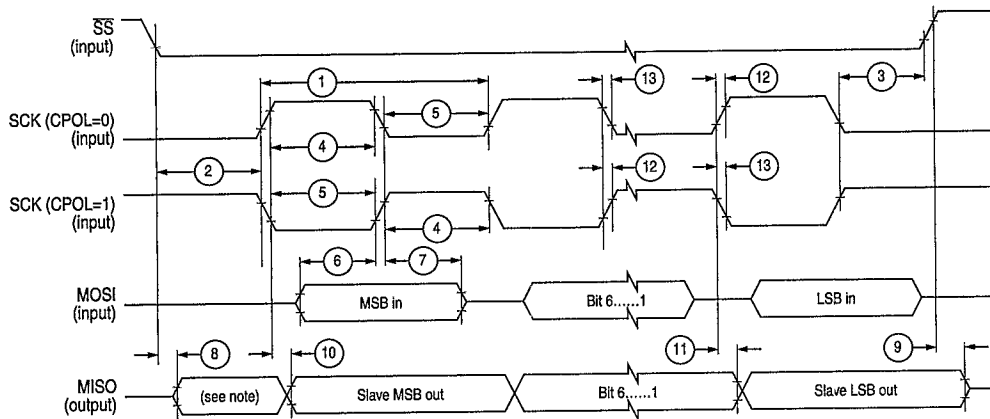 SS
(input)
1
13
12
3
5
SCK (CPOL=0)
(input)
4
2
5
12
13
SCK (CPOL=1)
(input)
4
6
7
MOSI
(input)
MSB in
Bit 6......1
LSB in
8
10
11
9
MISO
(output)
(see note)
Slave MSB out
Bit 6......1
Slave LSB out